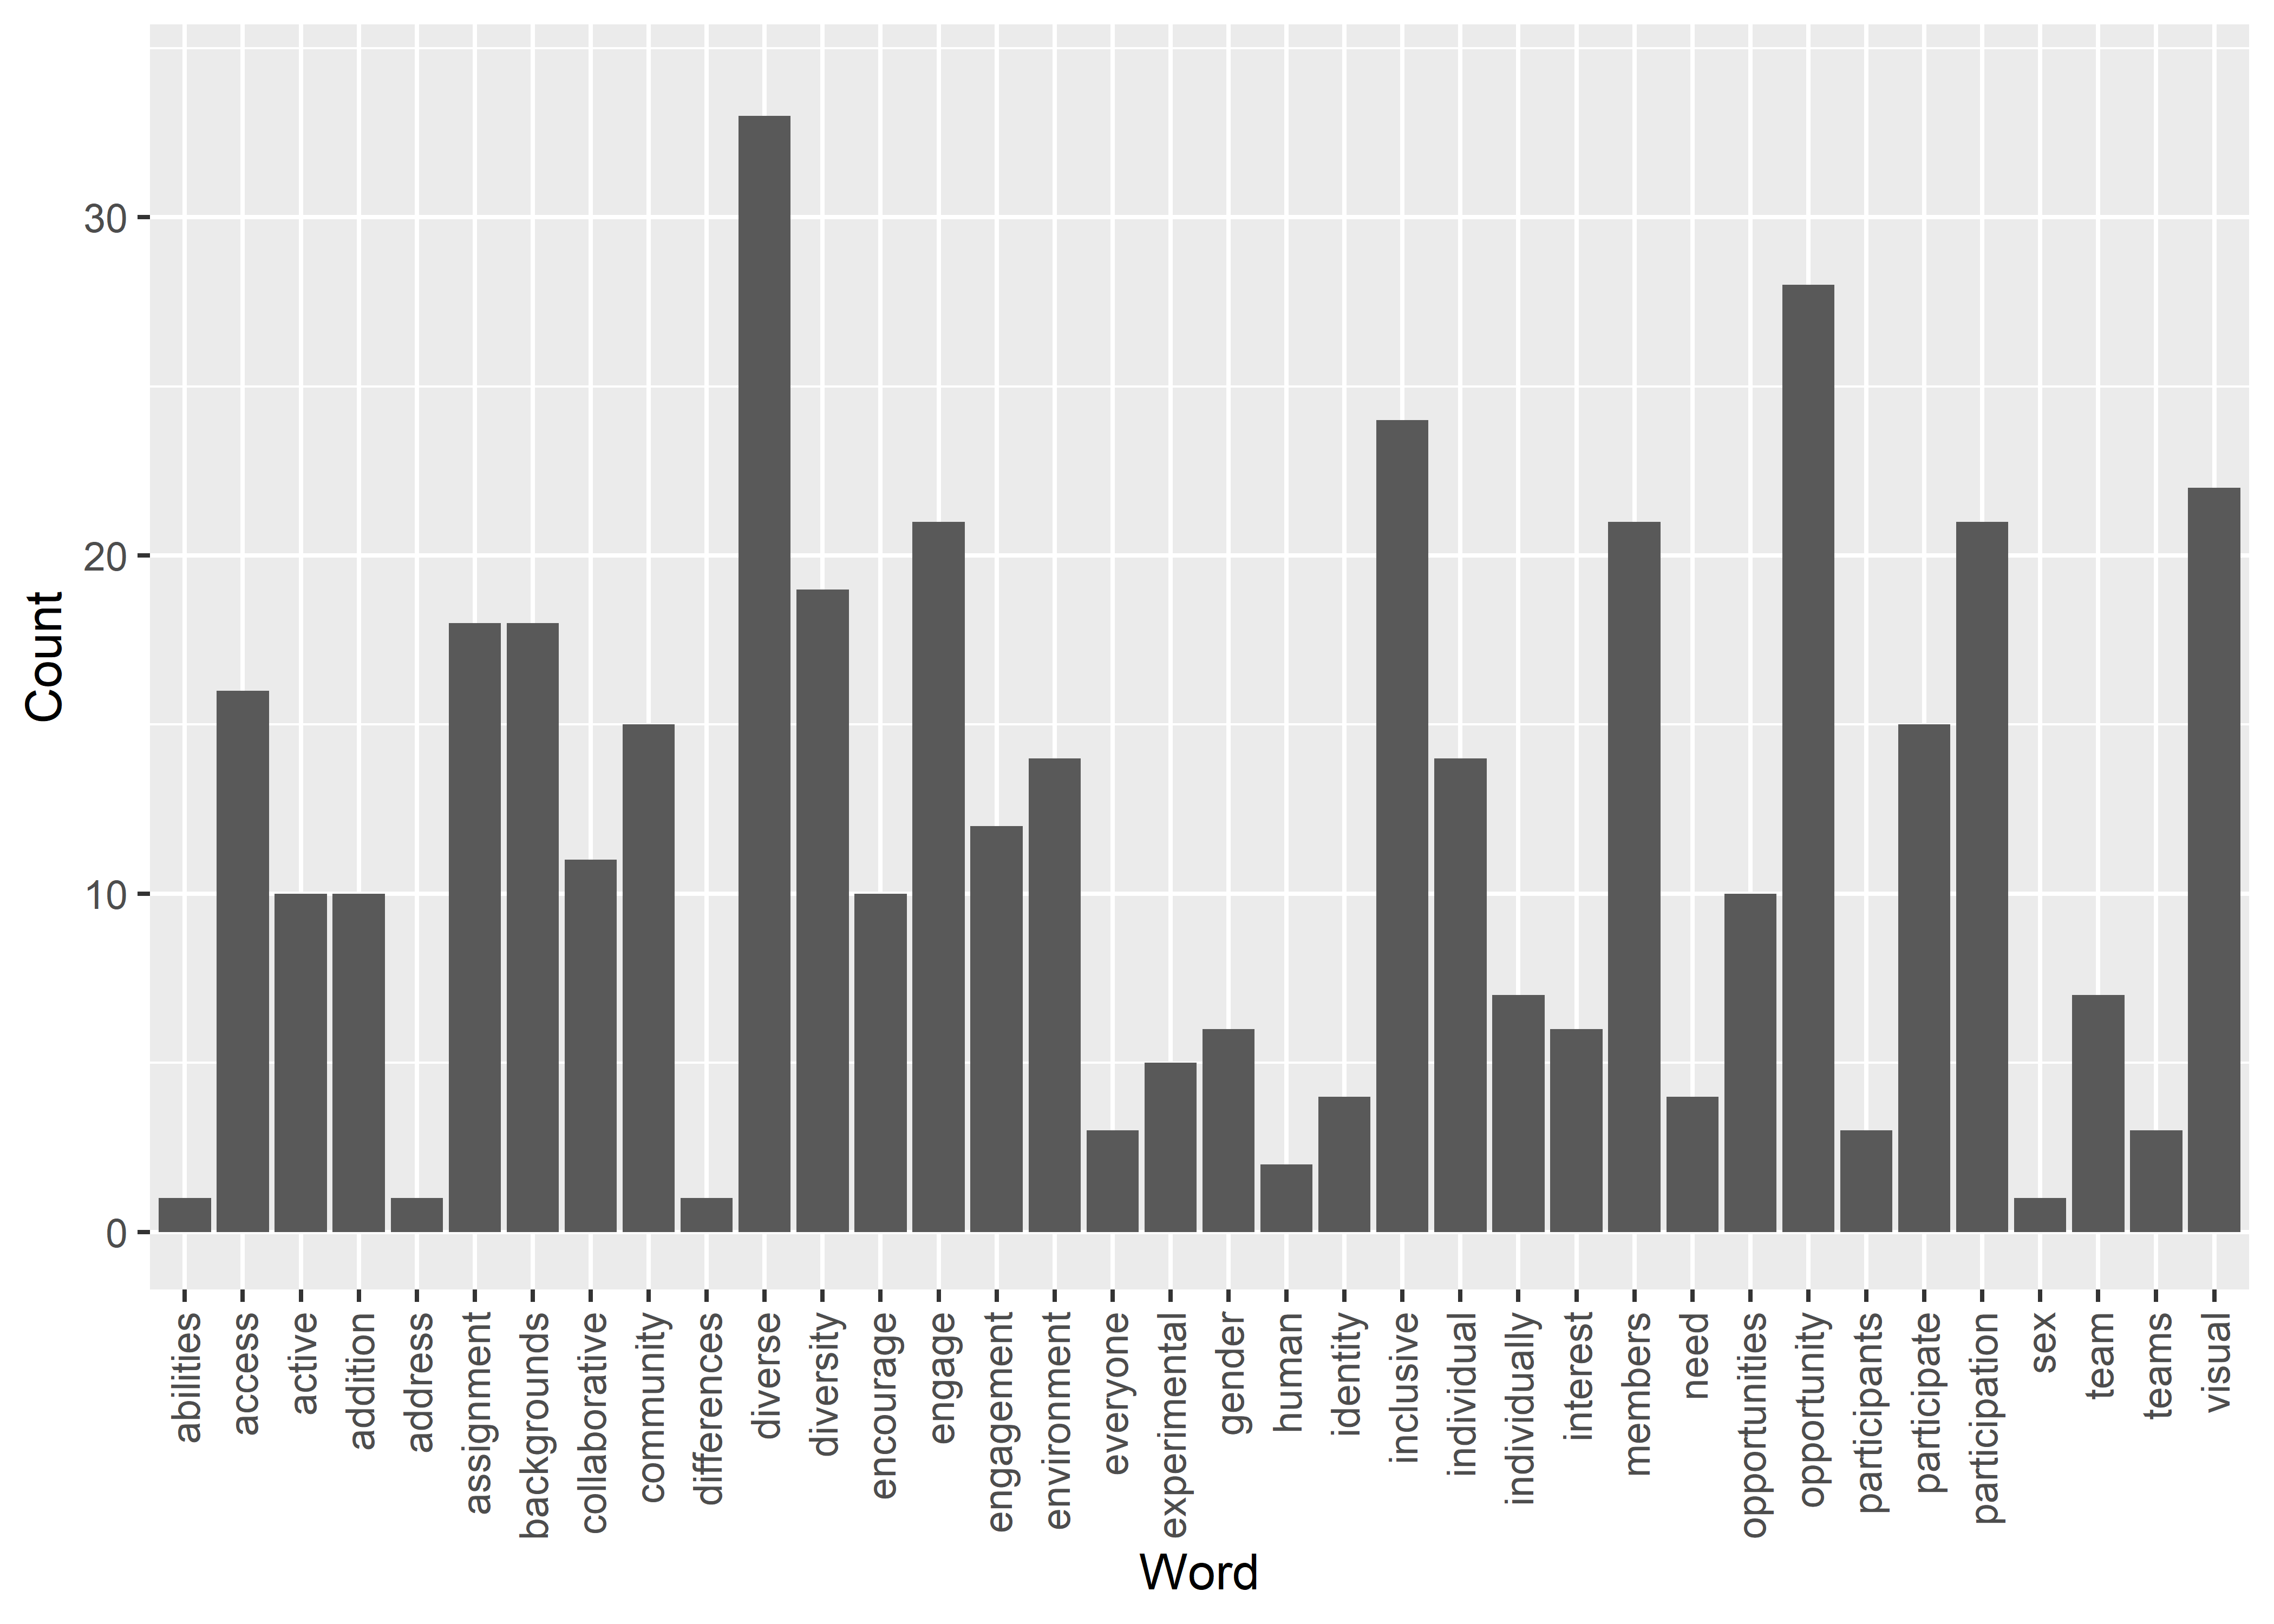 Count
30
20
10
0
abilities
access
active
addition
address
assignment
backgrounds
collaborative
community
differences
diverse
diversity
encourage
engage
engagement
environment
everyone
experimental
gender
human
identity
inclusive
individual
individually
interest
members
need
opportunities
opportunity
participants
participate
participation
sex
team
teams
visual
Word